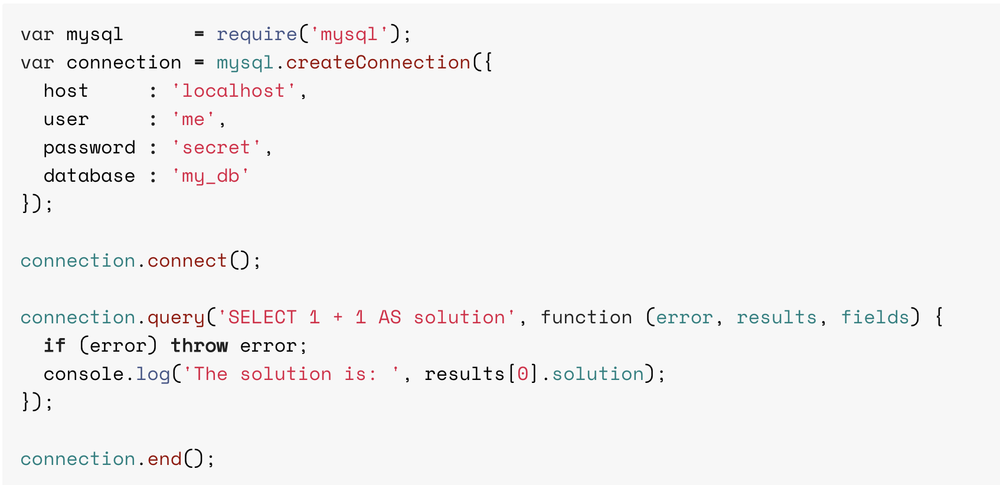 var mysql      = require('mysql');
var connection = mysql.createConnection({
  host     : 'localhost',
  user     : 'me',
  password : 'secret',
  database : 'my_db'
});

connection.connect();

connection.query('SELECT 1 + 1 AS solution', function (error, results, fields) {
  if (error) throw error;
  console.log('The solution is: ', results[0].solution);
});

connection.end();